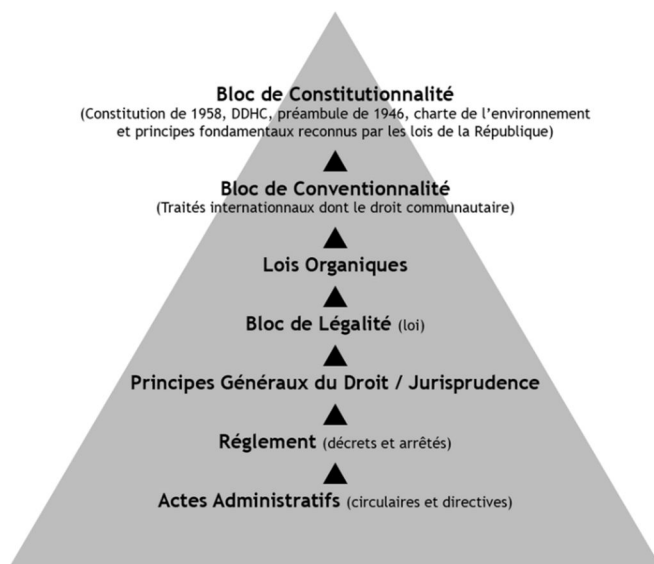 Bloc de Constitutionnalité
(Constitution de 1958, DDHC, préambule de 1946, charte de l'environnement
et principes fondamentaux reconnus par les lois de la République)
Bloc de Conventionnalité
(Traités internationaux dont le droit communautaire)
Lois Organiques
Bloc de Légalité (loi)
Principes Généraux du Droit / Jurisprudence
Réglement (décrets et arrêtés)
Actes Administratifs (circulaires et directives)